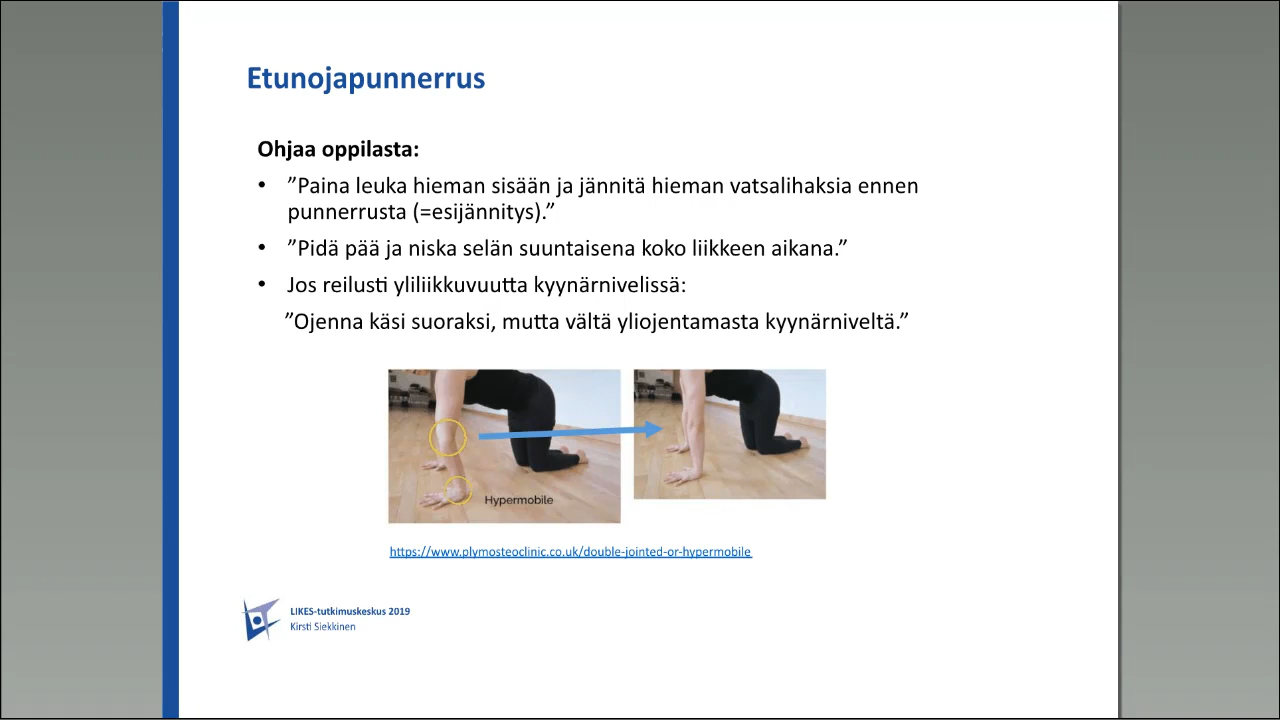 Etunojapunnerrus
Ohjaa oppilasta:
• ”Paina leuka hieman sisään ja jännitä hieman vatsalihaksia ennen
punnerrusta (=esijännitys).”
• ”Pidä pää ja niska selän suuntaisena koko liikkeen aikana.”
• Jos reilusti yliliikkuvuutta kyynärnivelissä:
”Ojenna käsi suoraksi, mutta vältä yliojentamasta kyynärniveltä.”
Hypermobile
https://www.plymosteoclinic.co.uk/double-jointed-or-hypermobile
LIKES-tutkimuskeskus 2019
Kirsti Siekkinen